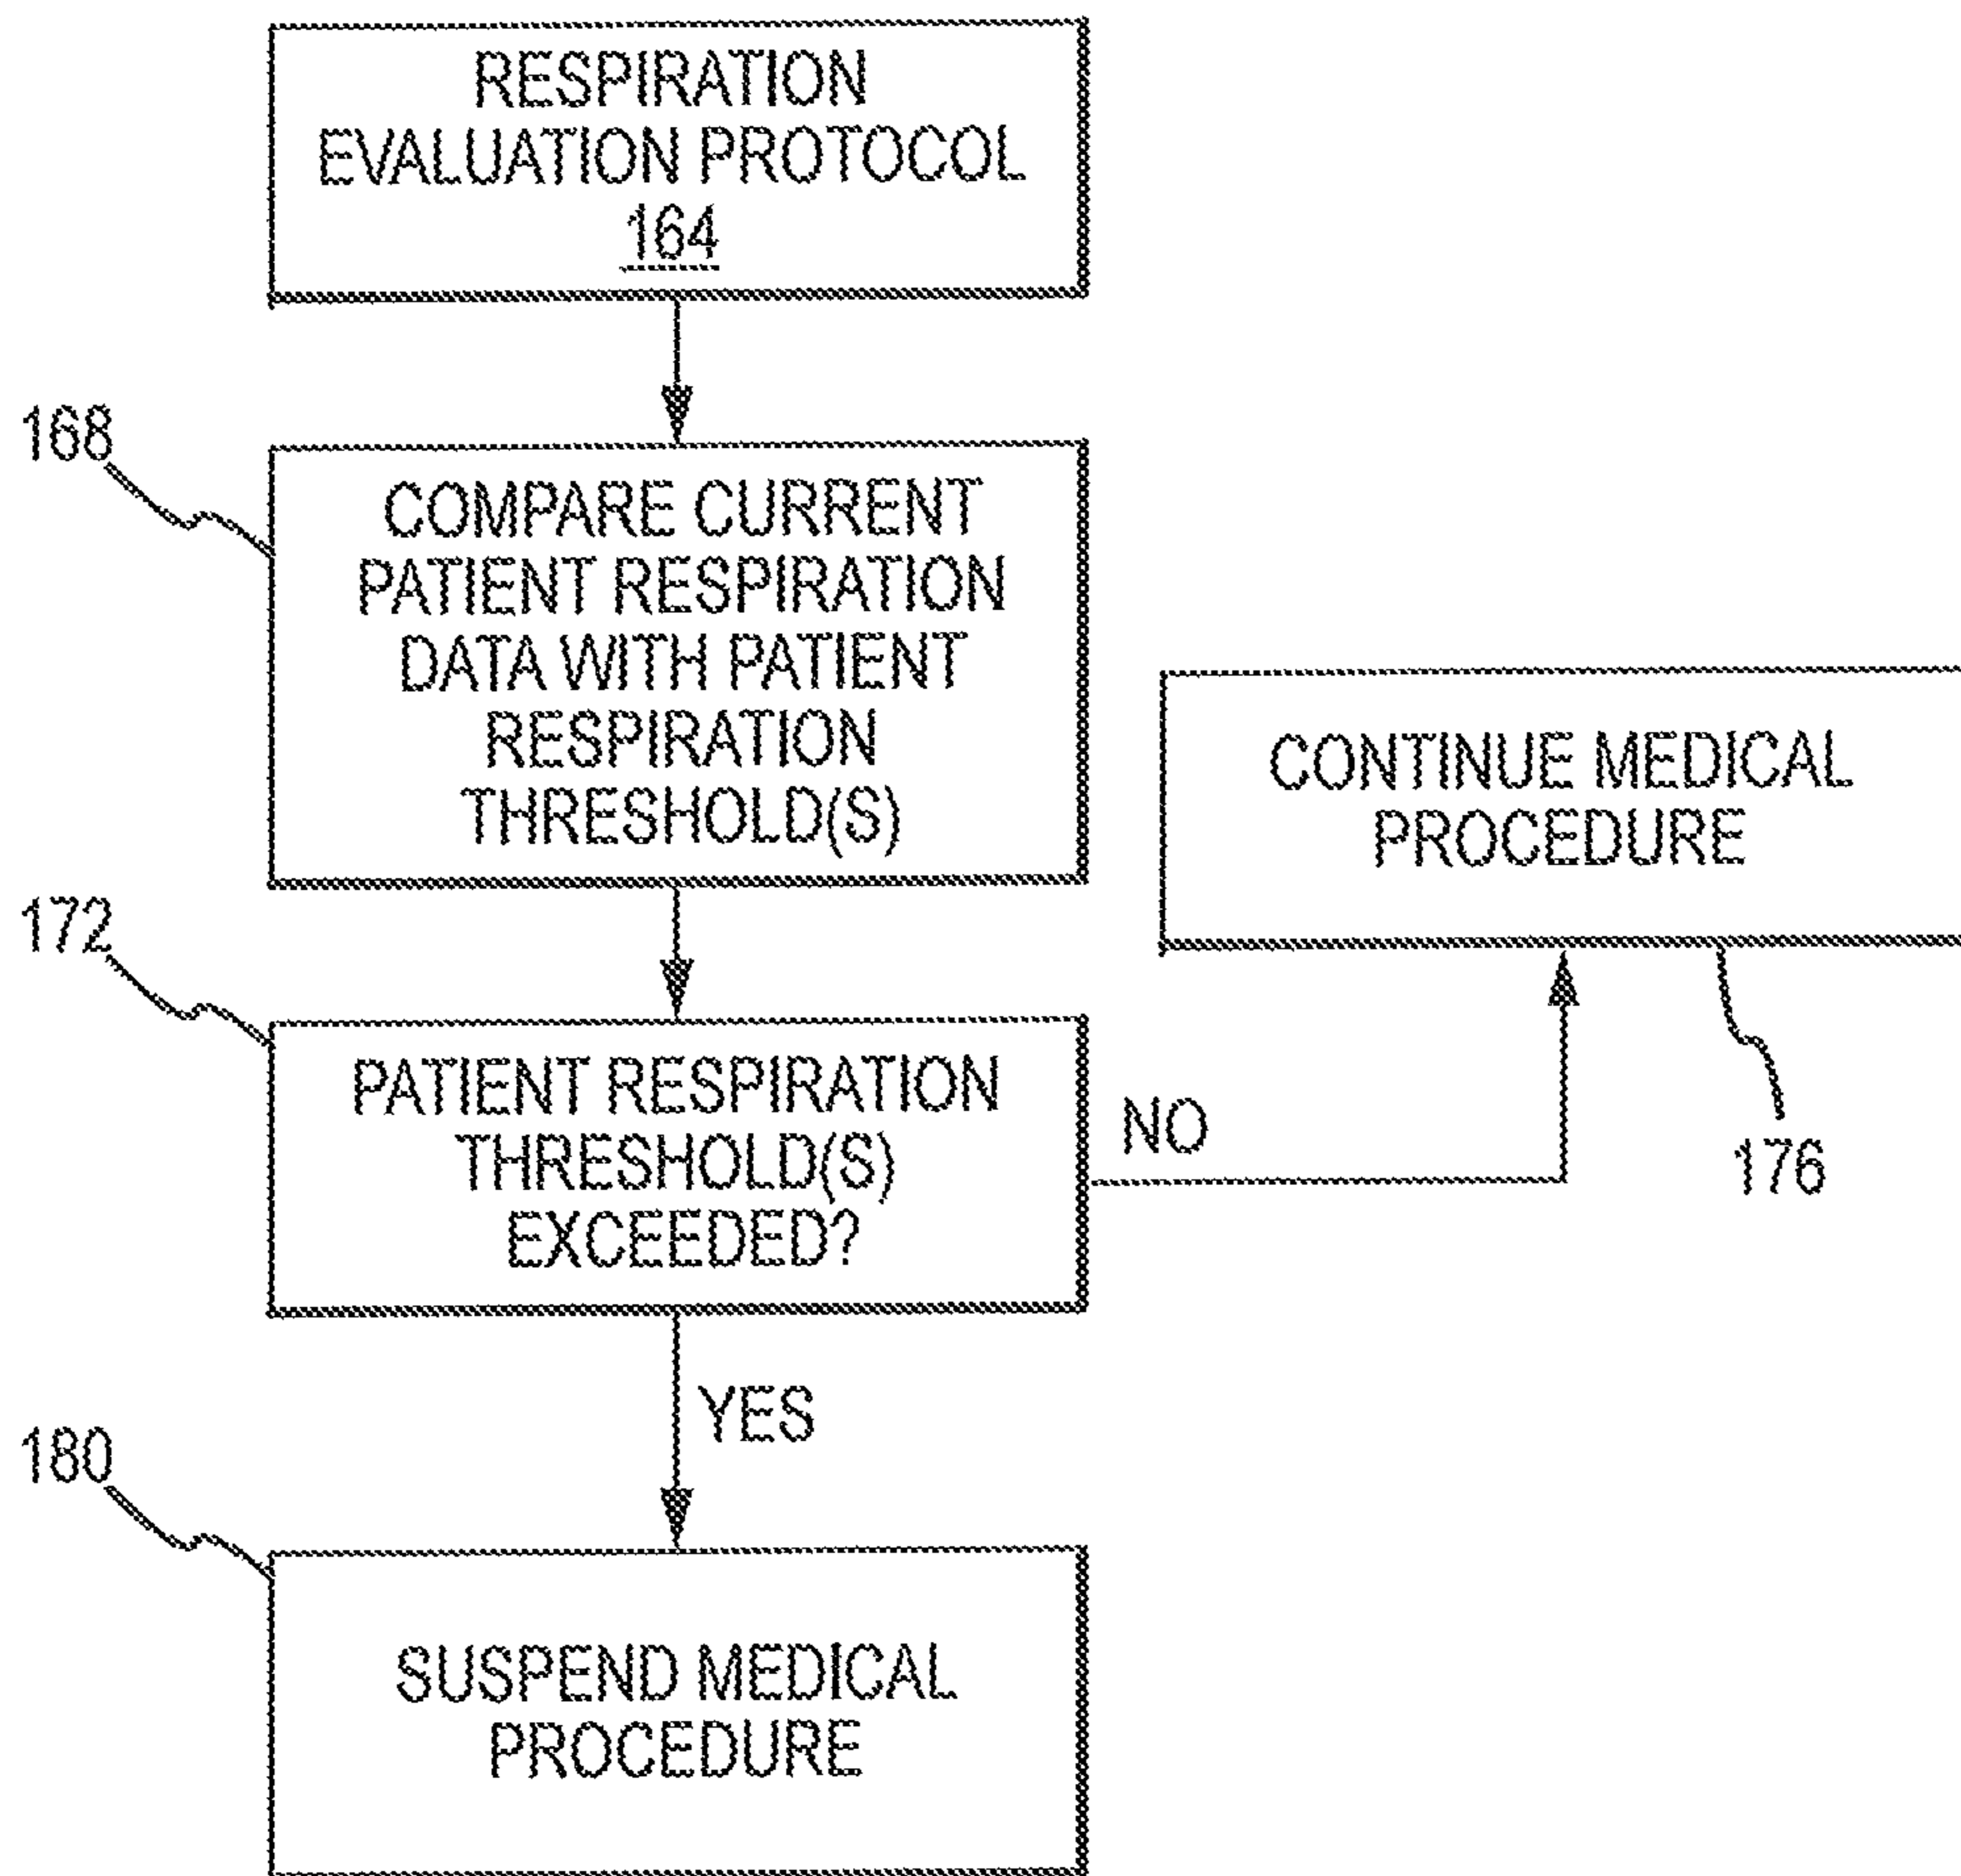 RESPIRATION
EVALUATION PROTOCOL
164
168
COMPARE CURRENT
PATIENT RESPIRATION
DATA WITH PATIENT
RESPIRATION
THRESHOLD(S)
CONTINUE MEDICAL
PROCEDURE
172
PATIENT RESPIRATION
THRESHOLD(S)
EXCEEDED?
NO
176
YES
180
SUSPEND MEDICAL
PROCEDURE